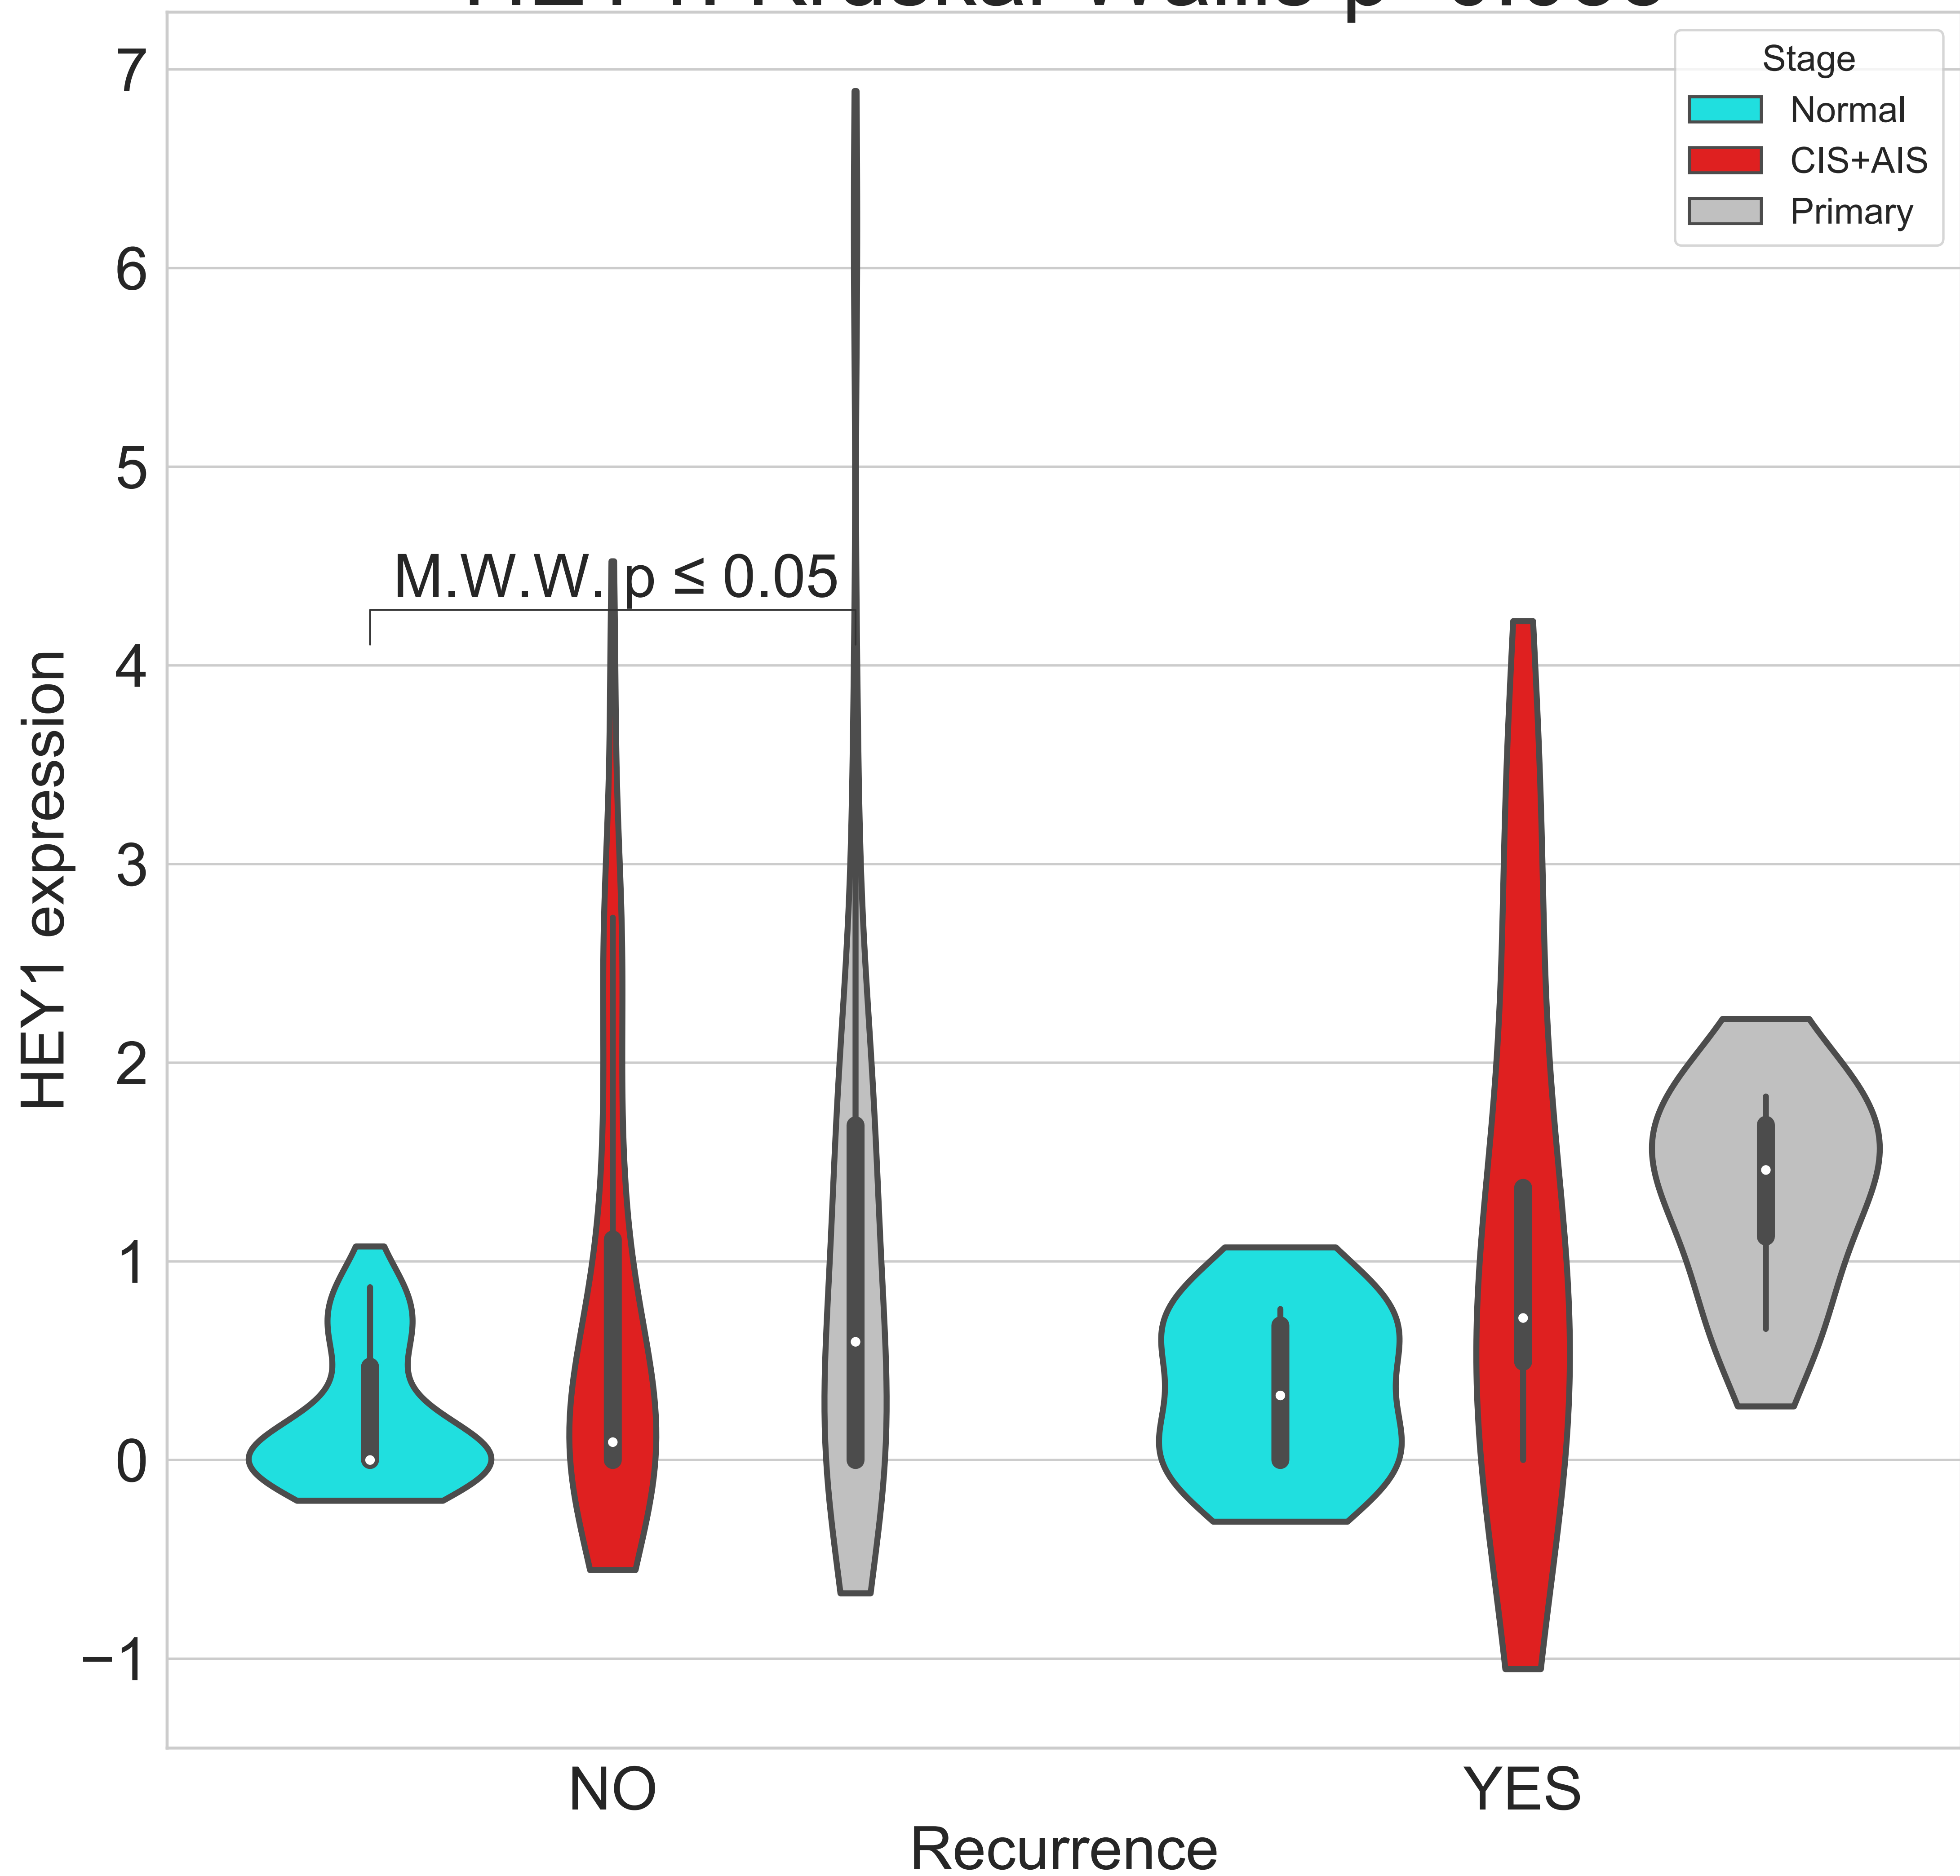 7
6
5
4
3
2
1
0
−1
HEY1 expression
Stage
Normal
CIS+AIS
Primary
M.W.W. p ≤ 0.05
NO
YES
Recurrence